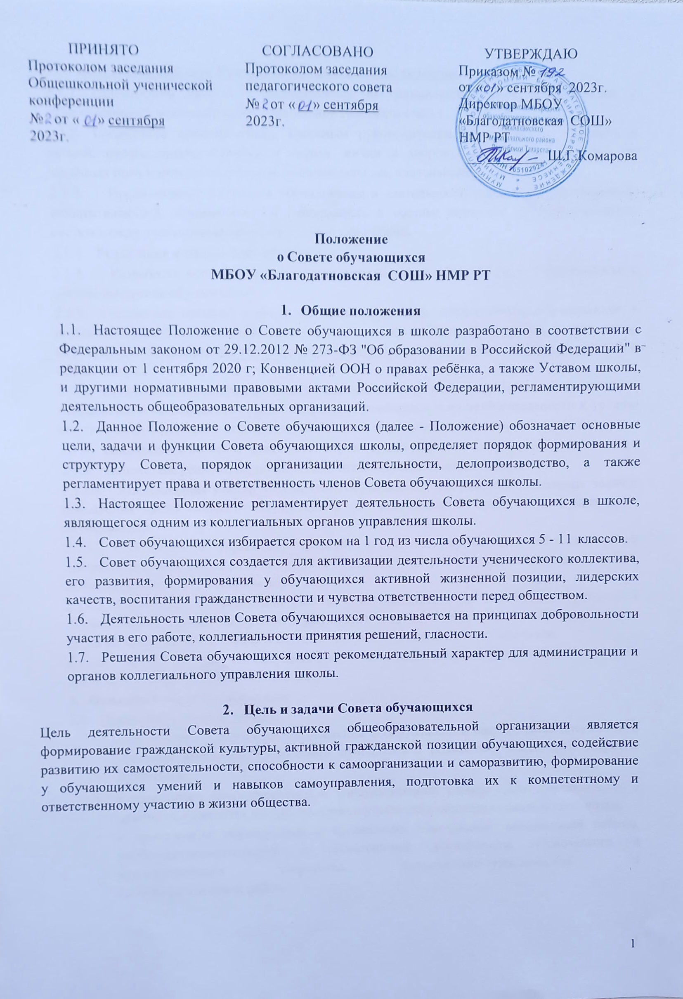 ПРИНЯТО
Протоколом заседания
Общешкольной ученической
конференции
№2 от « 01» сентября
2023г.
СОГЛАСОВАНО
Протоколом заседания
педагогического совета
№ 2 от « 01» сентября
2023г.
УТВЕРЖДАЮ
Приказом № 192
от «01» сентября 2023г.
Директор МБОУ
«Благодатновская СОШ»
НМР РТ
Ш.Г.Комарова
Положение
о Совете обучающихся
МБОУ «Благодатновская СОШ» НМР РТ
1. Общие положения
1.1. Настоящее Положение о Совете обучающихся в школе разработано в соответствии с
Федеральным законом от 29.12.2012 № 273-ФЗ "Об образовании в Российской Федерации" в
редакции от 1 сентября 2020 г; Конвенцией ООН о правах ребёнка, а также Уставом школы,
и другими нормативными правовыми актами Российской Федерации, регламентирующими
деятельность общеобразовательных организаций.
1.2. Данное Положение о Совете обучающихся (далее - Положение) обозначает основные
цели, задачи и функции Совета обучающихся школы, определяет порядок формирования и
структуру Совета, порядок организации деятельности, делопроизводство, а также
регламентирует права и ответственность членов Совета обучающихся школы.
1.3. Настоящее Положение регламентирует деятельность Совета обучающихся в школе,
являющегося одним из коллегиальных органов управления школы.
1.4. Совет обучающихся избирается сроком на 1 год из числа обучающихся 5 - 11 классов.
1.5. Совет обучающихся создается для активизации деятельности ученического коллектива,
его развития, формирования у обучающихся активной жизненной позиции, лидерских
качеств, воспитания гражданственности и чувства ответственности перед обществом.
1.6. Деятельность членов Совета обучающихся основывается на принципах добровольности
участия в его работе, коллегиальности принятия решений, гласности.
1.7. Решения Совета обучающихся носят рекомендательный характер для администрации и
органов коллегиального управления школы.
2. Цель и задачи Совета обучающихся
Цель деятельности Совета обучающихся общеобразовательной организации является
формирование гражданской культуры, активной гражданской позиции обучающихся, содействие
развитию их самостоятельности, способности к самоорганизации и саморазвитию, формирование
у обучающихся умений и навыков самоуправления, подготовка их к компетентному и
ответственному участию в жизни общества.
1